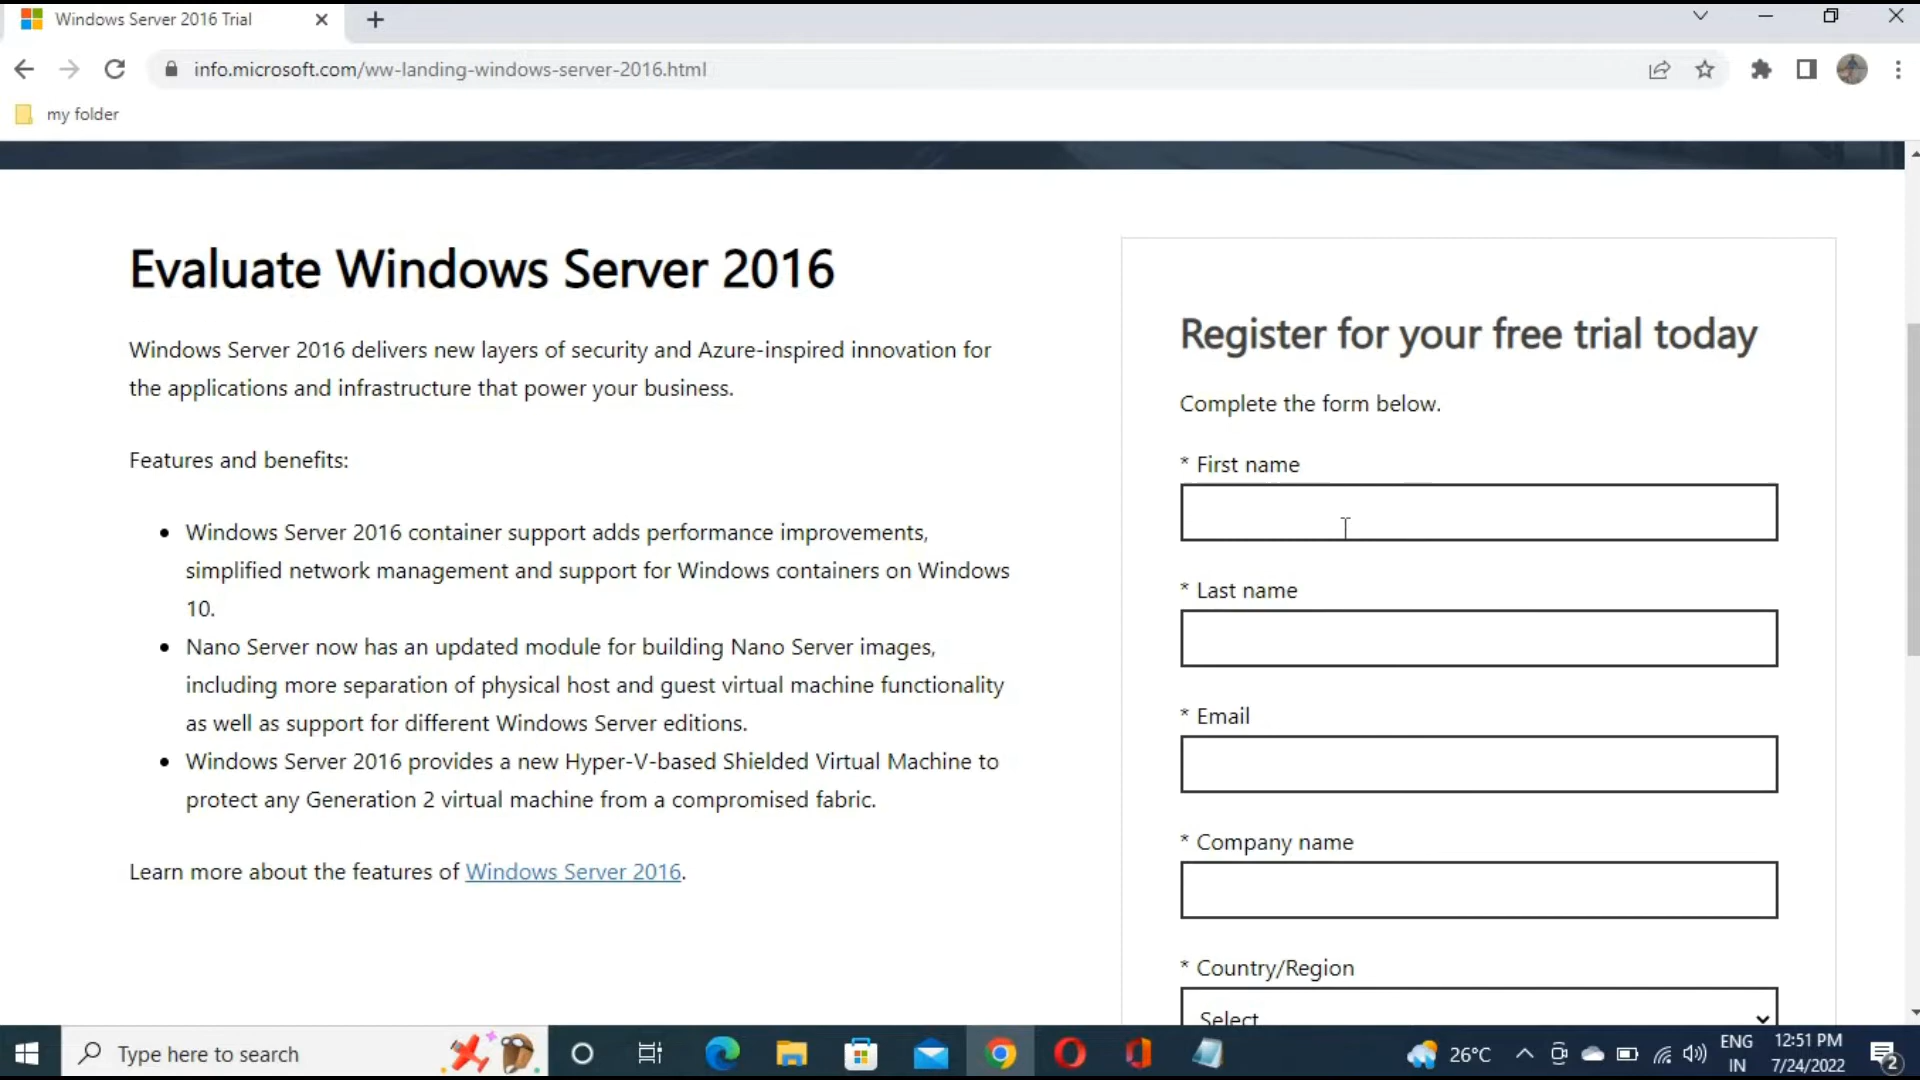 Windows Server 2016 Trial
info.microsoft.com/ww-landing-windows-server-2016.html
my folder
Evaluate Windows Server 2016
Windows Server 2016 delivers new layers of security and Azure-inspired innovation for
the applications and infrastructure that power your business.
Features and benefits:
• Windows Server 2016 container support adds performance improvements,
simplified network management and support for Windows containers on Windows
10.
• Nano Server now has an updated module for building Nano Server images,
including more separation of physical host and guest virtual machine functionality
as well as support for different Windows Server editions.
• Windows Server 2016 provides a new Hyper-V-based Shielded Virtual Machine to
protect any Generation 2 virtual machine from a compromised fabric.
Learn more about the features of Windows Server 2016.
Register for your free trial today
Complete the form below.
* First name
* Last name
* Email
* Company name
* Country/Region
Select
Type here to search
26°C
ENG
IN
12:51 PM
7/24/2022
2